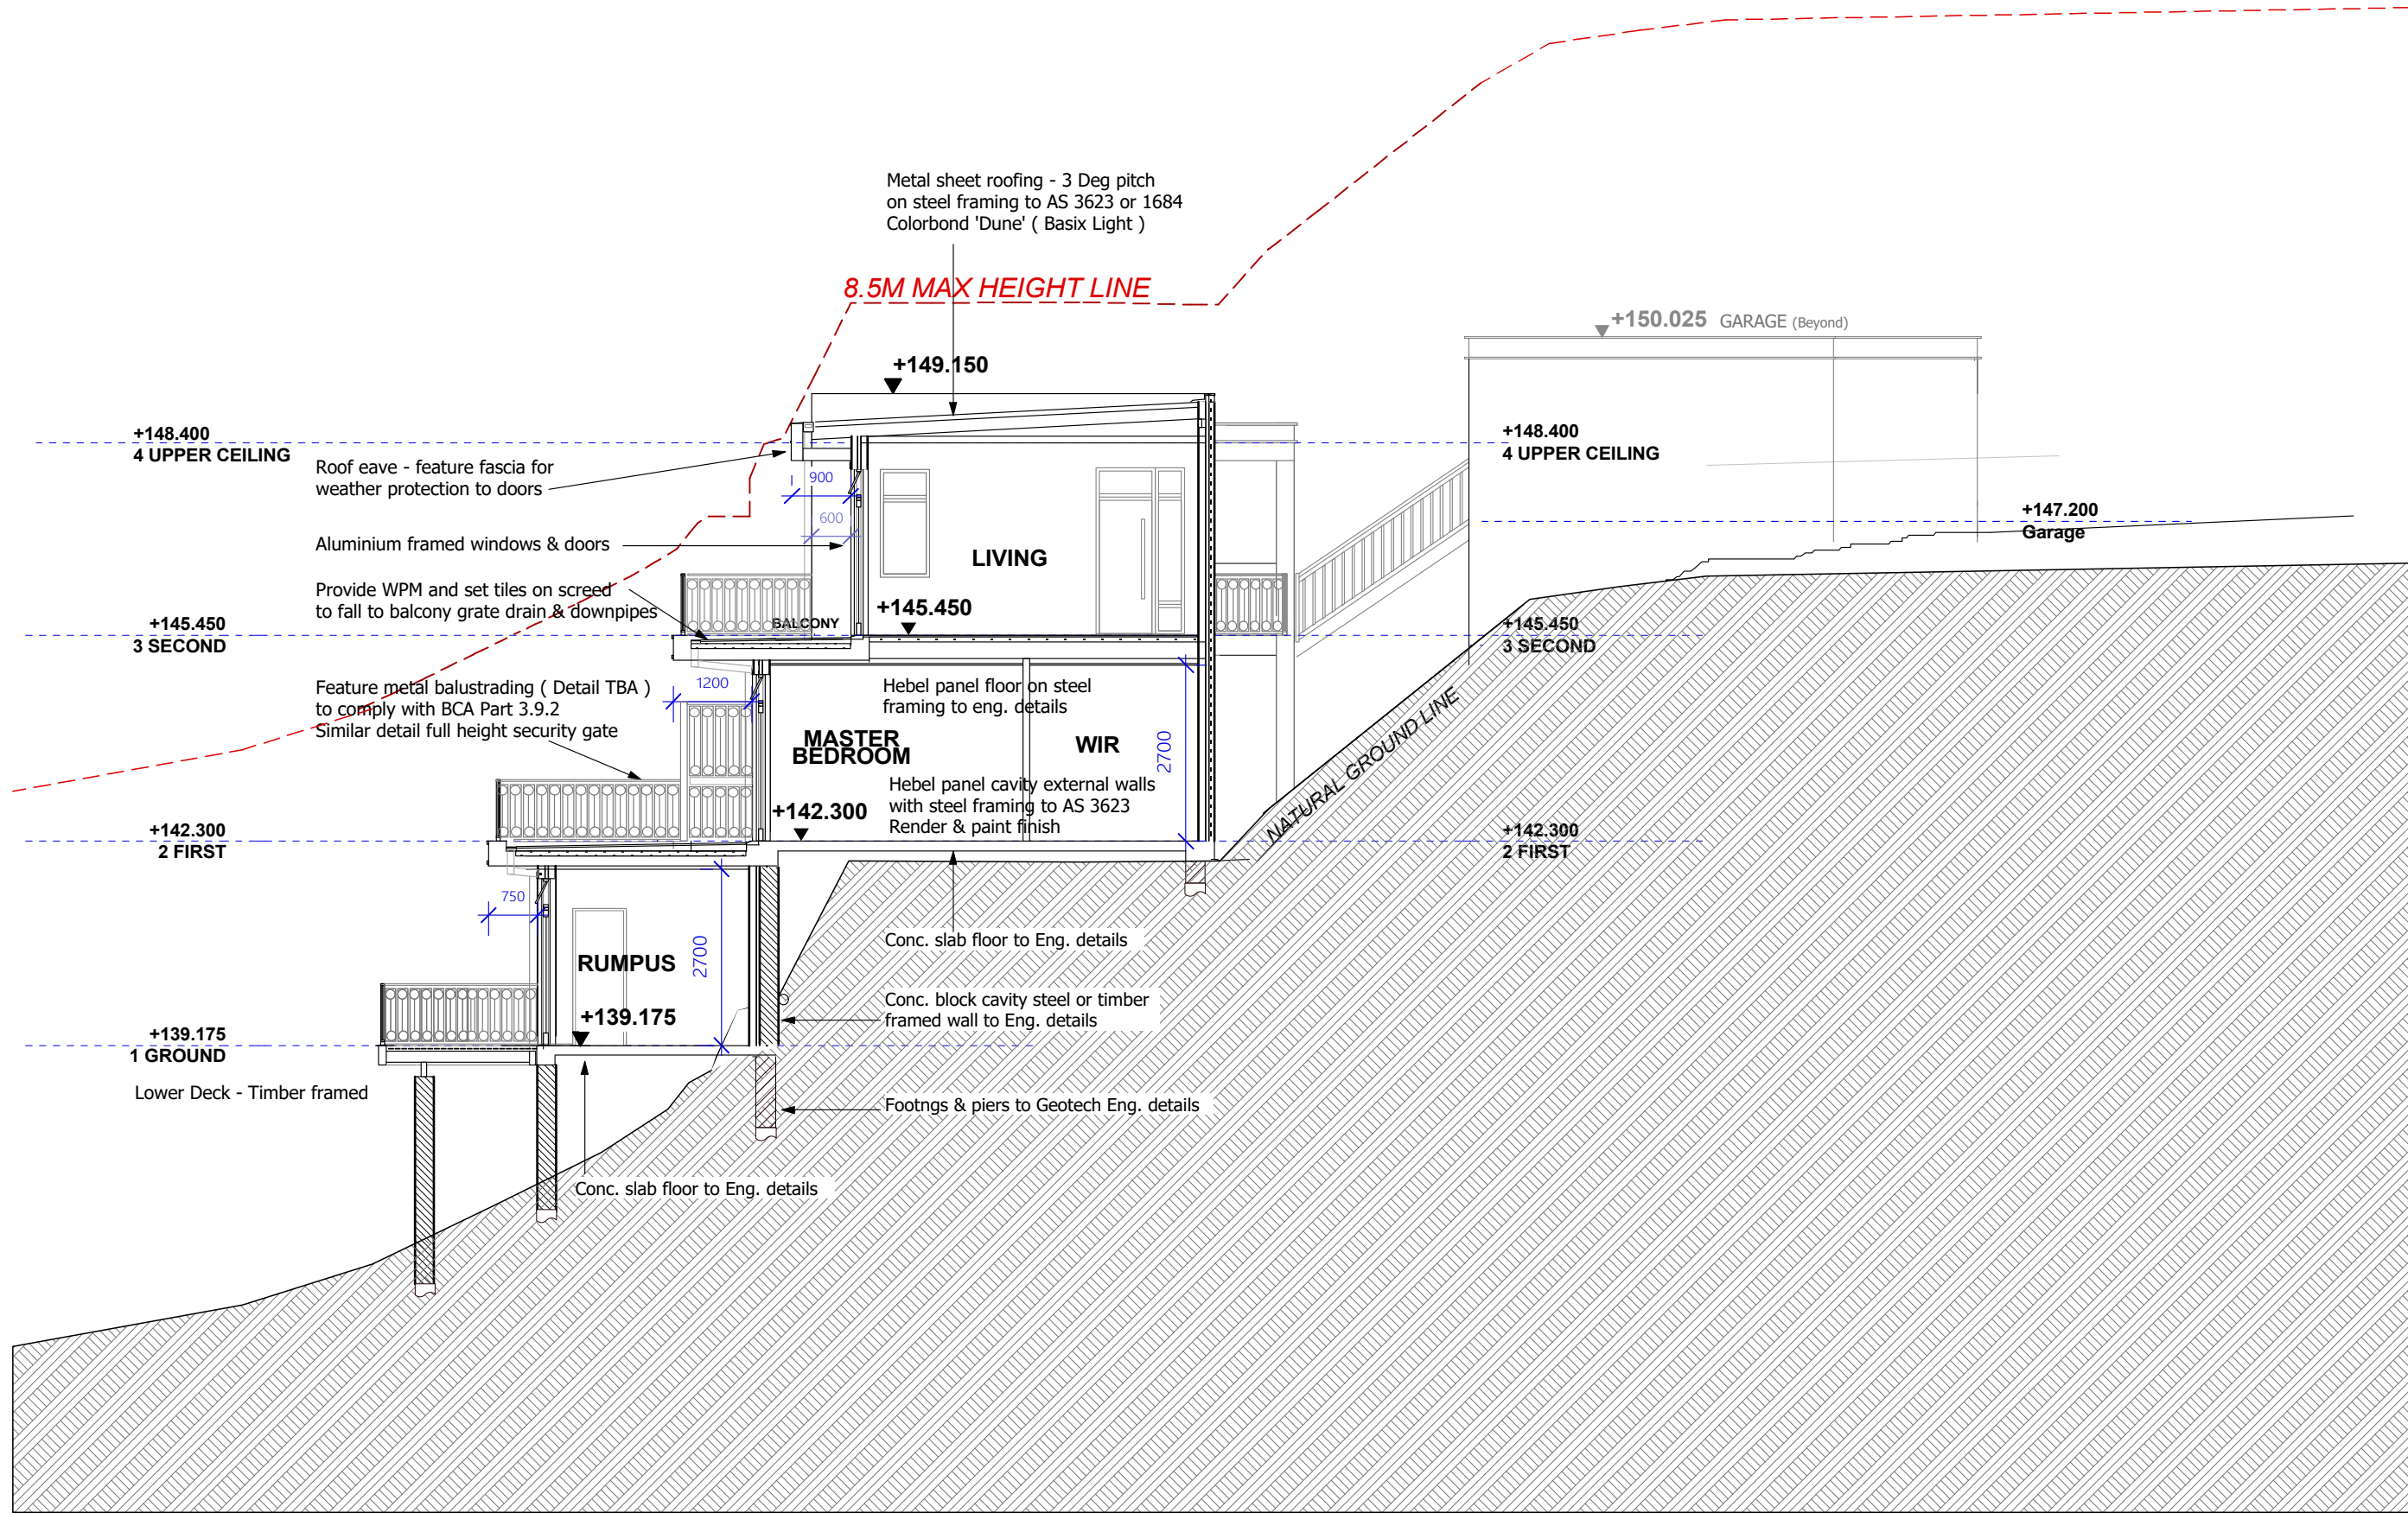 Metal sheet roofing - 3 Deg pitch
on steel framing to AS 3623 or 1684
Colorbond 'Dune' ( Basix Light )
8.5M MAX HEIGHT LINE
+150.025 GARAGE (Beyond)
+149.150
+148.400
4 UPPER CEILING
+148.400
4 UPPER CEILING
Roof eave - feature fascia for
weather protection to doors
900
600
+147.200
Garage
Aluminium framed windows & doors
LIVING
Provide WPM and set tiles on screed
to fall to balcony grate drain & downpipes
+145.450
BALCONY
+145.450
3 SECOND
+145.450
3 SECOND
Feature metal balustrading ( Detail TBA )
to comply with BCA Part 3.9.2
Similar detail full height security gate
1200
Hebel panel floor on steel
framing to eng. details
MASTER
BEDROOM
WIR
2700
NATURAL GROUND LINE
Hebel panel cavity external walls
with steel framing to AS 3623
Render & paint finish
+142.300
+142.300
2 FIRST
+142.300
2 FIRST
750
2700
Conc. slab floor to Eng. details
RUMPUS
Conc. block cavity steel or timber
framed wall to Eng. details
+139.175
+139.175
1 GROUND
Lower Deck - Timber framed
Footngs & piers to Geotech Eng. details
Conc. slab floor to Eng. details